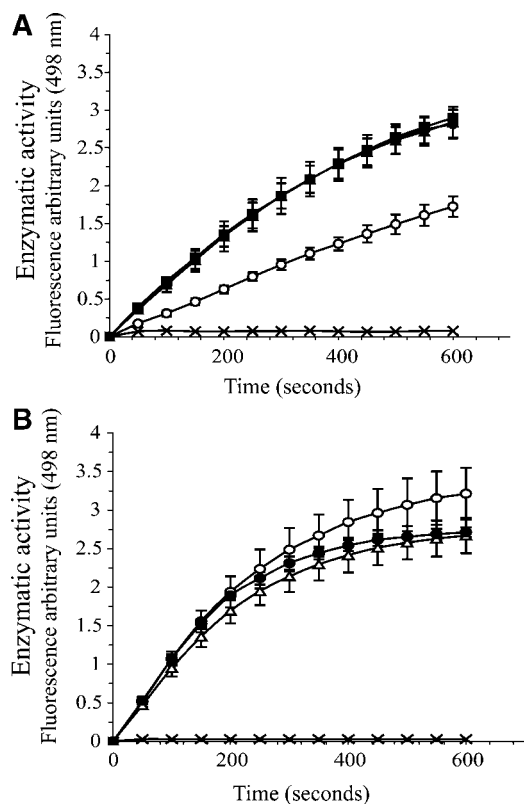 A
Enzymatic activity
Fluorescence arbitrary units (498 nm)
4
3.5
3
2.5
2
1.5
1
0.5
0
0 200 400 600
Time (seconds)
B
Enzymatic activity
Fluorescence arbitrary units (498 nm)
4
3.5
3
2.5
2
1.5
1
0.5
0
0 200 400 600
Time (seconds)